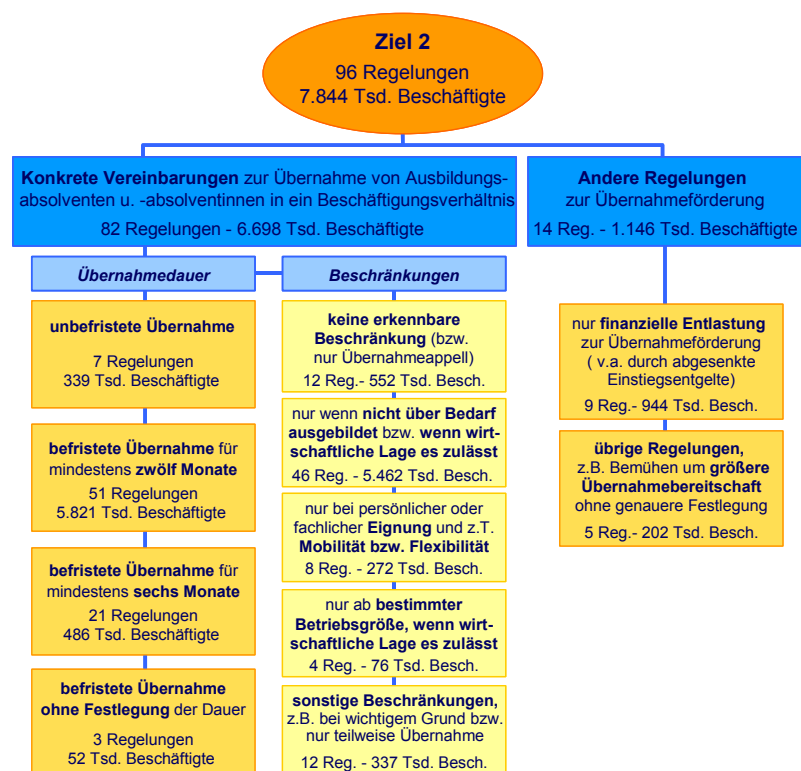 Ziel 2
96 Regelungen
7.844 Tsd. Beschäftigte
Konkrete Vereinbarungen zur Übernahme von Ausbildungs-
absolventen u. -absolventinnen in ein Beschäftigungsverhältnis
82 Regelungen - 6.698 Tsd. Beschäftigte
Andere Regelungen
zur Übernahmeförderung
14 Reg. - 1.146 Tsd. Beschäftigte
Übernahmedauer
unbefristete Übernahme
7 Regelungen
339 Tsd. Beschäftigte
befristete Übernahme für
mindestens zwölf Monate
51 Regelungen
5.821 Tsd. Beschäftigte
befristete Übernahme für
mindestens sechs Monate
21 Regelungen
486 Tsd. Beschäftigte
befristete Übernahme
ohne Festlegung der Dauer
3 Regelungen
52 Tsd. Beschäftigte
Beschränkungen
keine erkennbare
Beschränkung (bzw.
nur Übernahmeappell)
12 Reg.- 552 Tsd. Besch.
nur wenn nicht über Bedarf
ausgebildet bzw. wenn wirt-
schaftliche Lage es zulässt
46 Reg. - 5.462 Tsd. Besch.
nur bei persönlicher oder
fachlicher Eignung und z.T.
Mobilität bzw. Flexibilität
8 Reg. - 272 Tsd. Besch.
nur ab bestimmter
Betriebsgröße, wenn wirt-
schaftliche Lage es zulässt
4 Reg. - 76 Tsd. Besch.
sonstige Beschränkungen,
z.B. bei wichtigem Grund bzw.
nur teilweise Übernahme
12 Reg. - 337 Tsd. Besch.
nur finanzielle Entlastung
zur Übernahmeförderung
( v.a. durch abgesenkte
Einstiegsentgelte)
9 Reg.- 944 Tsd. Besch.
übrige Regelungen,
z.B. Bemühen um größere
Übernahmebereitschaft
ohne genauere Festlegung
5 Reg.- 202 Tsd. Besch.